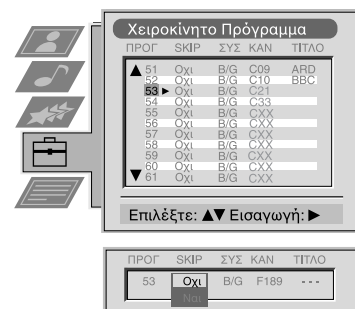 Χειροκίνητο Πρόγραμμα
ΠΡΟΓ SKIP ΣΥΣ ΚΑΝ ΤΙΤΛΟ
51 Οχι B/G C09 ARD
52 Οχι B/G C10 BBC
53 Οχι B/G C21
54 Οχι B/G C33
55 Οχι B/G CXX
56 Οχι B/G CXX
57 Οχι B/G CXX
58 Οχι B/G CXX
59 Οχι B/G CXX
60 Οχι B/G CXX
61 Οχι B/G CXX
Επιλέξτε: ▲▼ Εισαγωγή: ►
ΠΡΟΓ SKIP ΣΥΣ ΚΑΝ ΤΙΤΛΟ
53 Οχι B/G F189 - - -
Ναι